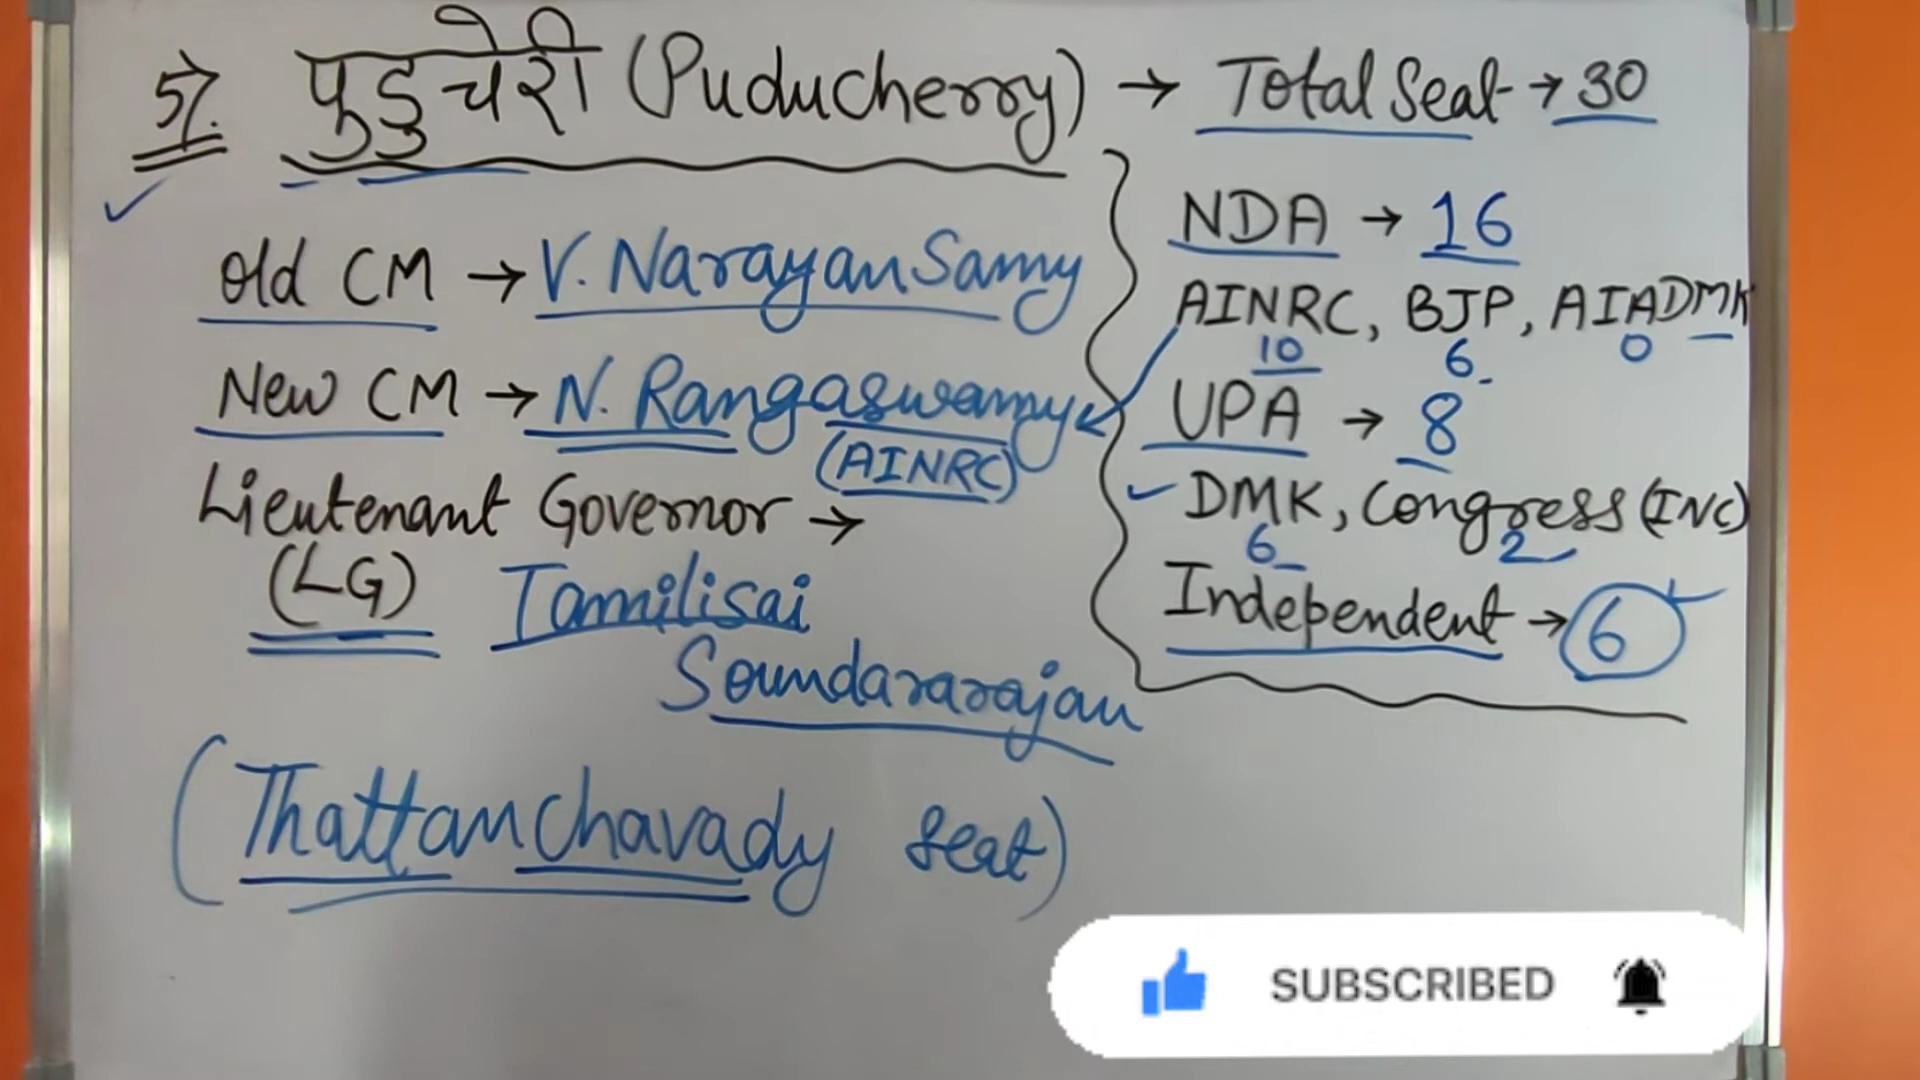 5). पुडुचेरी (Puducherry) → Total Seat → 30
Old CM → V. NarayanSamy
New CM → N. Rangaswamy
(AINRC)
Lieutenant Governor →
(LG) Tamilisai
Soundararajan
(Thattanchavady seat)
NDA → 16
AINRC, BJP, AIADMK
10 6 0
UPA → 8
DMK, Congress (INC)
6 2
Independent → 6
SUBSCRIBED